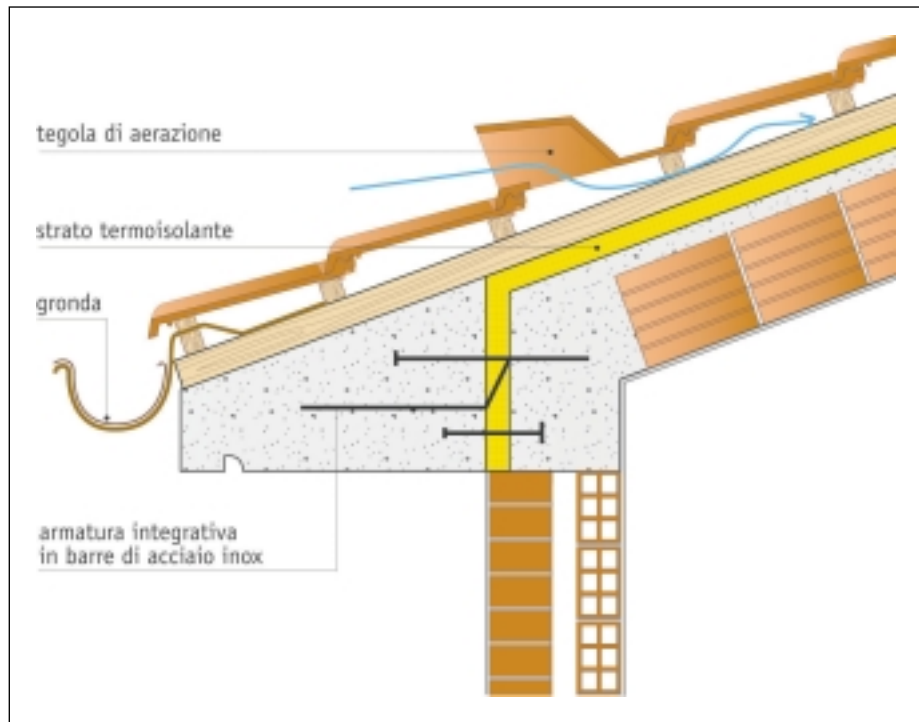 tegola di aerazione
strato termoisolante
gronda
armatura integrativa
in barre di acciaio inox